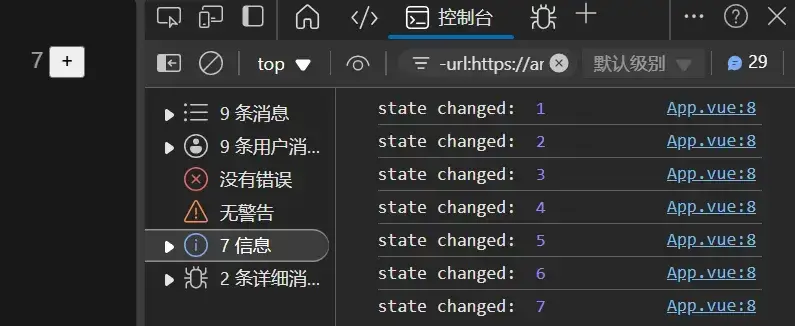 7 +
控制台
top
-url:https://ar
默认级别
29
9 条消息
9 条用户消...
没有错误
无警告
7 信息
2 条详细消...
state changed: 1 App.vue:8
state changed: 2 App.vue:8
state changed: 3 App.vue:8
state changed: 4 App.vue:8
state changed: 5 App.vue:8
state changed: 6 App.vue:8
state changed: 7 App.vue:8